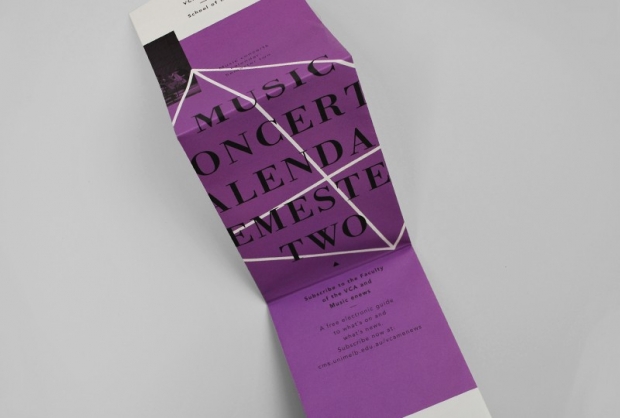 VCA
School of
MUSIC
ONCERT
ALENDA
EMESTE
TWO
Subscribe to the Faculty
of the VCA and
Music enews.
A free electronic guide
to what's on and
what's news.
Subscribe now at